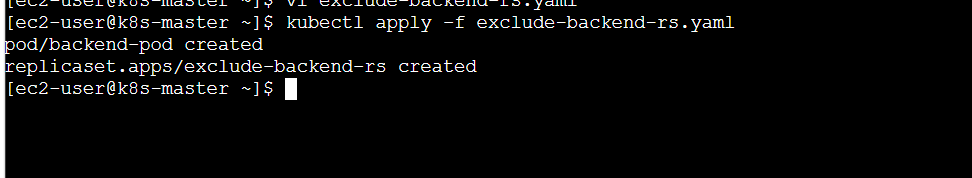 [ec2-user@k8s-master ~]$ vi exclude-backend-rs.yaml
[ec2-user@k8s-master ~]$ kubectl apply -f exclude-backend-rs.yaml
pod/backend-pod created
replicaset.apps/exclude-backend-rs created
[ec2-user@k8s-master ~]$